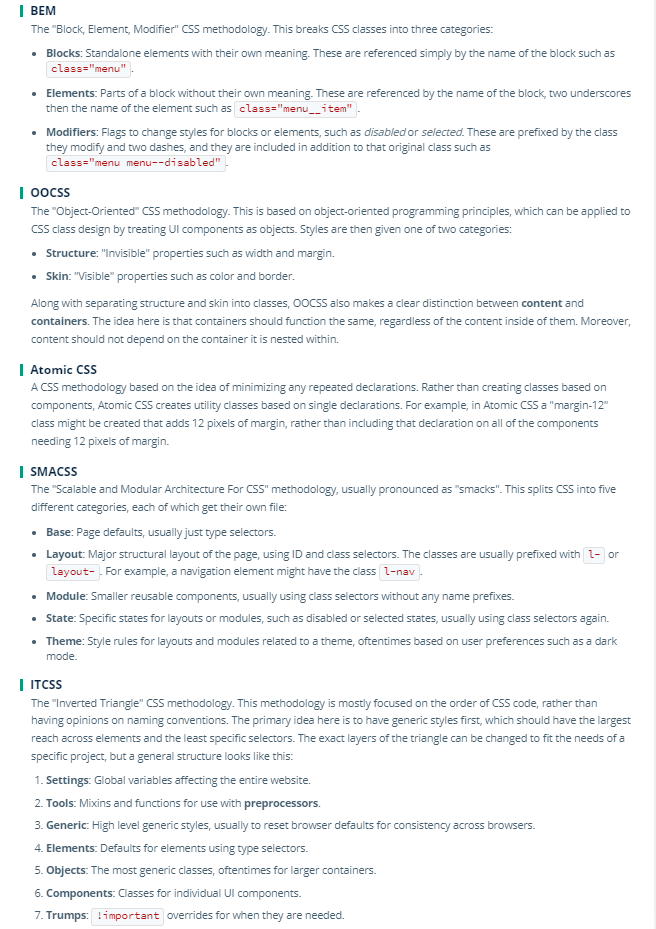 BEM
The "Block, Element, Modifier" CSS methodology. This breaks CSS classes into three categories:
• Blocks: Standalone elements with their own meaning. These are referenced simply by the name of the block such as
class="menu".
• Elements: Parts of a block without their own meaning. These are referenced by the name of the block, two underscores
then the name of the element such as class="menu__item".
• Modifiers: Flags to change styles for blocks or elements, such as disabled or selected. These are prefixed by the class
they modify and two dashes, and they are included in addition to that original class such as
class="menu menu--disabled".
OOCSS
The "Object-Oriented" CSS methodology. This is based on object-oriented programming principles, which can be applied to
CSS class design by treating UI components as objects. Styles are then given one of two categories:
• Structure: "Invisible" properties such as width and margin.
• Skin: "Visible" properties such as color and border.
Along with separating structure and skin into classes, OOCSS also makes a clear distinction between content and
containers. The idea here is that containers should function the same, regardless of the content inside of them. Moreover,
content should not depend on the container it is nested within.
Atomic CSS
A CSS methodology based on the idea of minimizing any repeated declarations. Rather than creating classes based on
components, Atomic CSS creates utility classes based on single declarations. For example, in Atomic CSS a "margin-12"
class might be created that adds 12 pixels of margin, rather than including that declaration on all of the components
needing 12 pixels of margin.
SMACSS
The "Scalable and Modular Architecture For CSS" methodology, usually pronounced as "smacks". This splits CSS into five
different categories, each of which get their own file:
• Base: Page defaults, usually just type selectors.
• Layout: Major structural layout of the page, using ID and class selectors. The classes are usually prefixed with l- or
layout-. For example, a navigation element might have the class l-nav.
• Module: Smaller reusable components, usually using class selectors without any name prefixes.
• State: Specific states for layouts or modules, such as disabled or selected states, usually using class selectors again.
• Theme: Style rules for layouts and modules related to a theme, oftentimes based on user preferences such as a dark
mode.
ITCSS
The "Inverted Triangle" CSS methodology. This methodology is mostly focused on the order of CSS code, rather than
having opinions on naming conventions. The primary idea here is to have generic styles first, which should have the largest
reach across elements and the least specific selectors. The exact layers of the triangle can be changed to fit the needs of a
specific project, but a general structure looks like this:
1. Settings: Global variables affecting the entire website.
2. Tools: Mixins and functions for use with preprocessors.
3. Generic: High level generic styles, usually to reset browser defaults for consistency across browsers.
4. Elements: Defaults for elements using type selectors.
5. Objects: The most generic classes, oftentimes for larger containers.
6. Components: Classes for individual UI components.
7. Trumps: !important overrides for when they are needed.